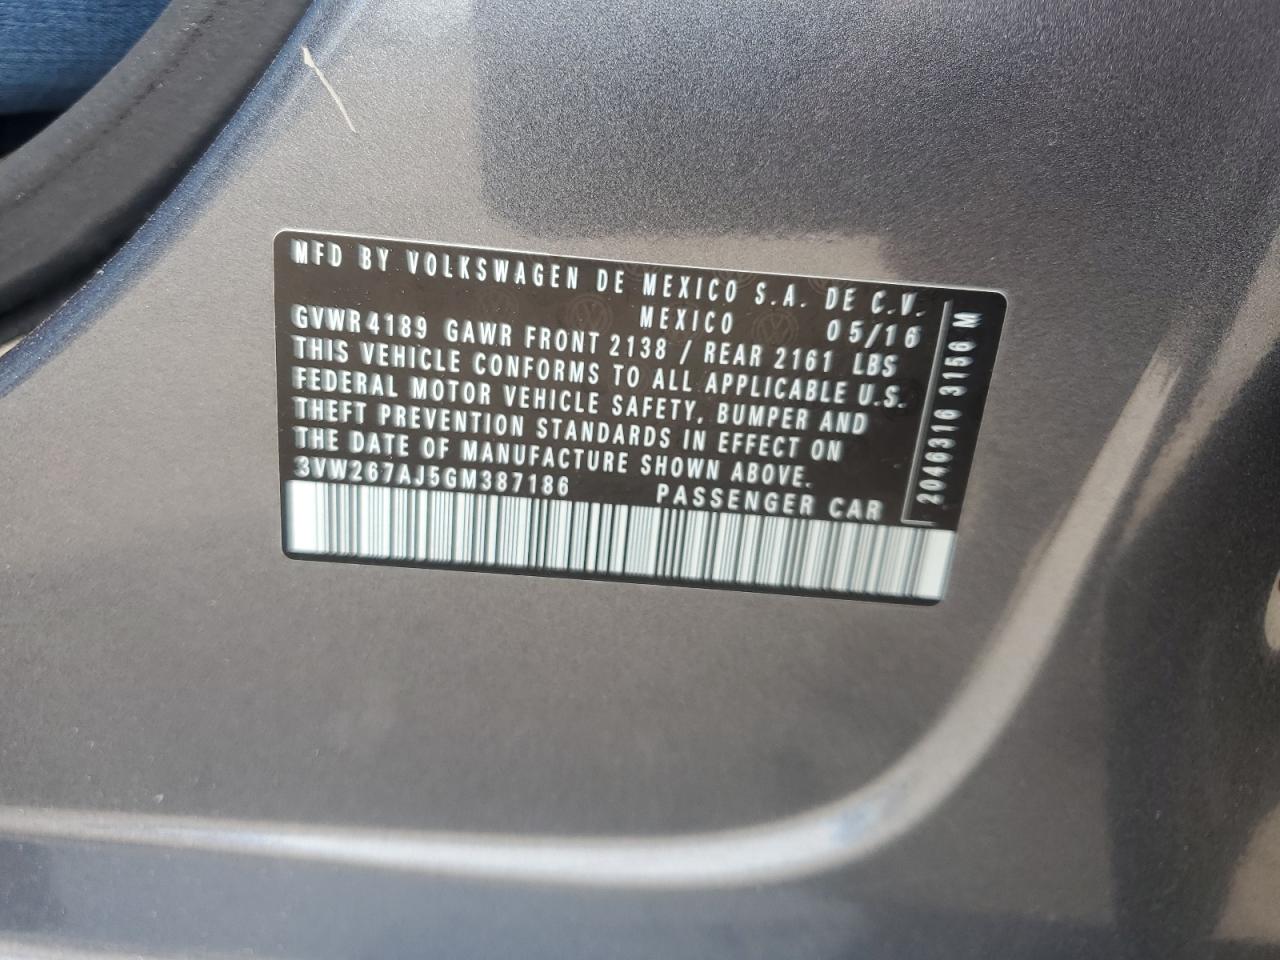 MFD BY VOLKSWAGEN DE MEXICO S.A. DE C.V.
MEXICO 05/16
GVWR 4189 GAWR FRONT 2138 / REAR 2161 LBS
THIS VEHICLE CONFORMS TO ALL APPLICABLE U.S.
FEDERAL MOTOR VEHICLE SAFETY, BUMPER AND
THEFT PREVENTION STANDARDS IN EFFECT ON
THE DATE OF MANUFACTURE SHOWN ABOVE.
3VW267AJ5GM387186 PASSENGER CAR
2046316 3156 M